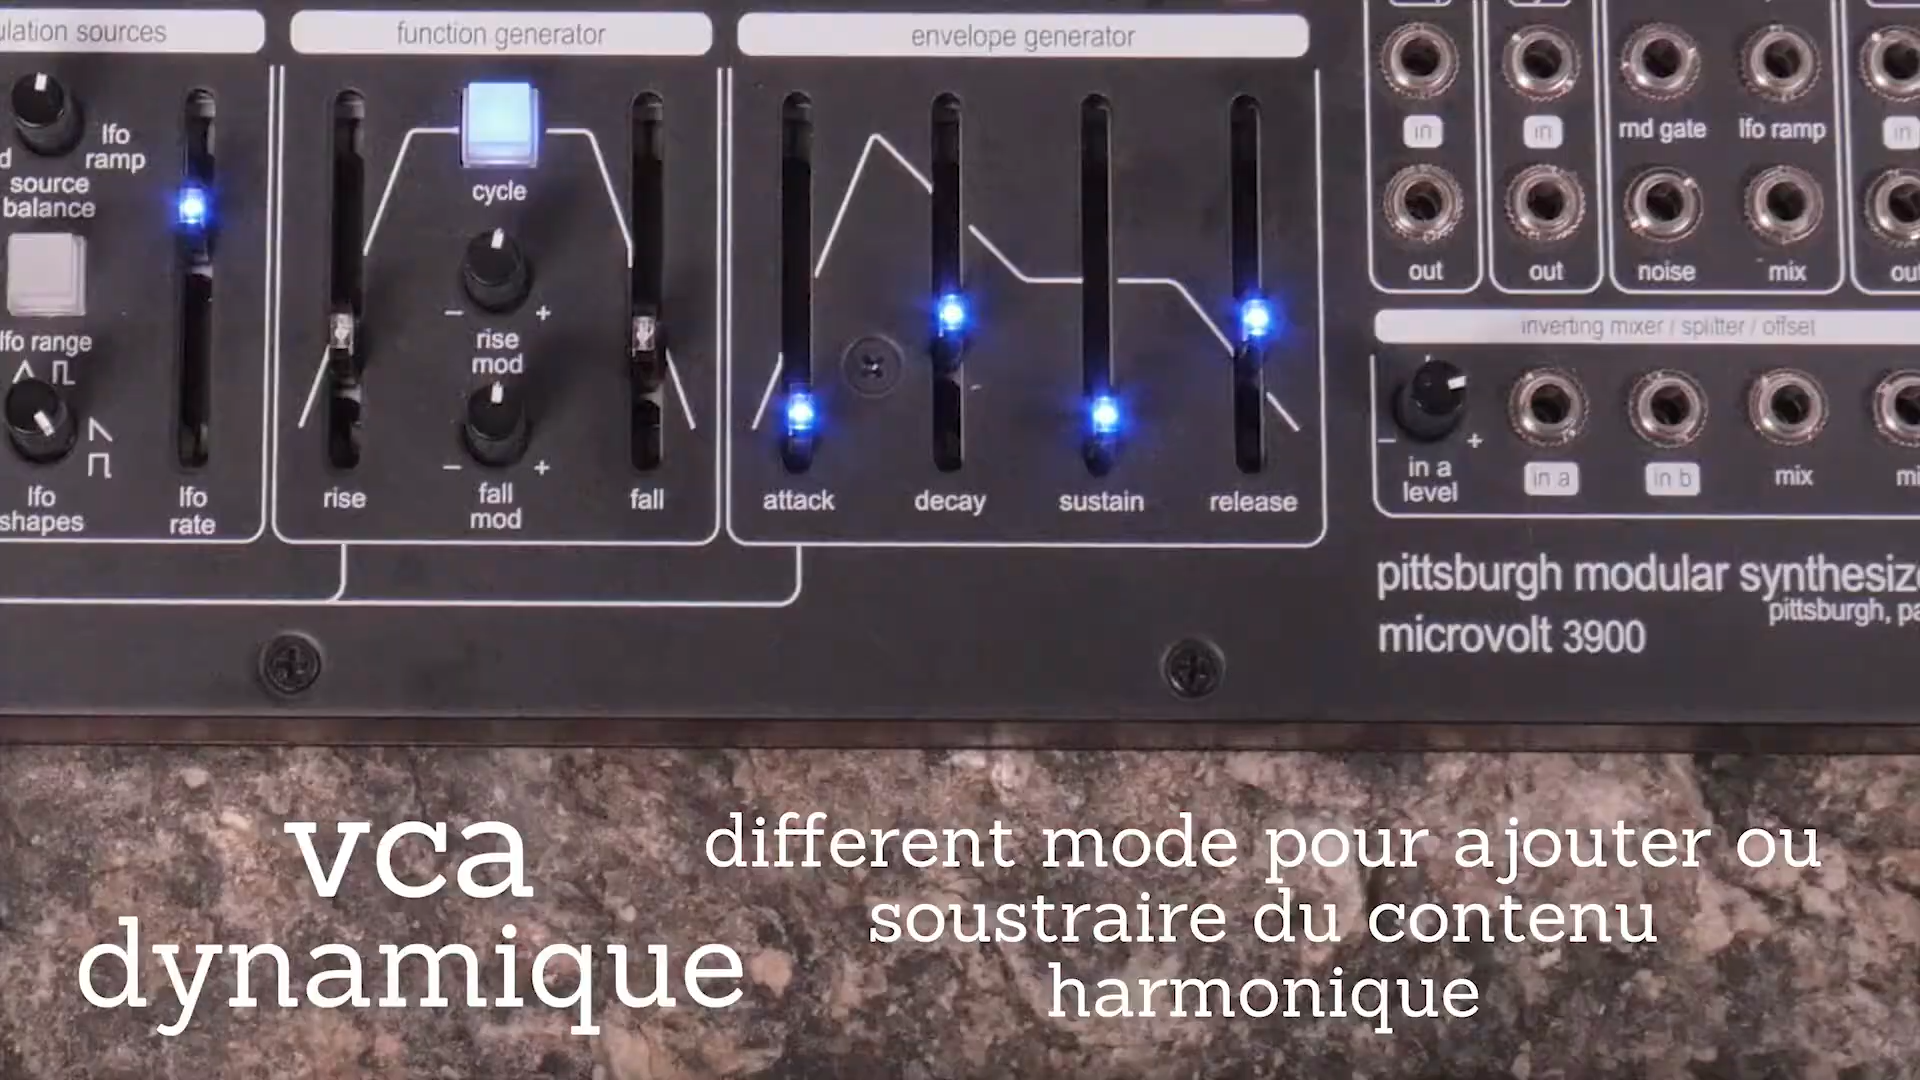 ulation sources
function generator
envelope generator
lfo
ramp
source
balance
lfo range
lfo
shapes
lfo
rate
cycle
rise
mod
fall
mod
rise
fall
attack
decay
sustain
release
in
in
rnd gate
lfo ramp
in
out
out
noise
mix
out
inverting mixer / splitter / offset
in a
level
in a
in b
mix
pittsburgh modular
pittsburgh,
microvolt 3900
vca
dynamique
different mode pour ajouter ou
soustraire du contenu
harmonique